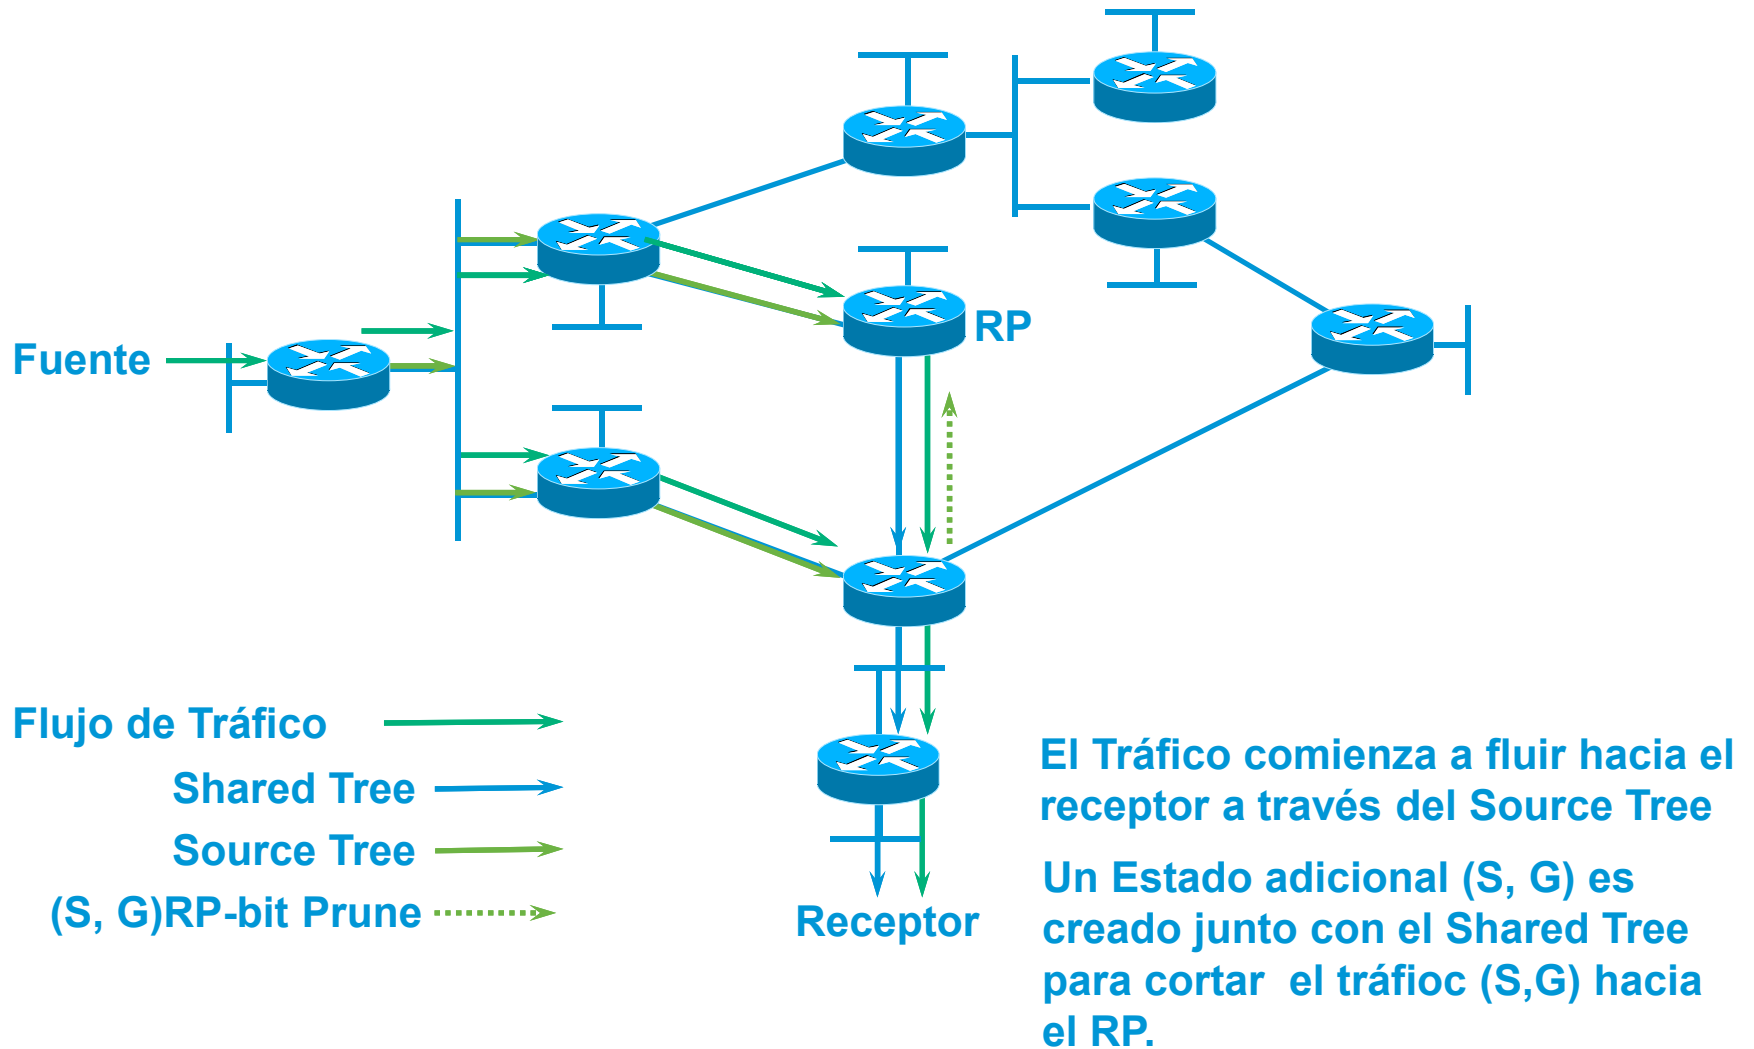 RP
Fuente
Flujo de Tráfico
Shared Tree
Source Tree
(S, G)RP-bit Prune
Receptor
El Tráfico comienza a fluir hacia el
receptor a través del Source Tree
Un Estado adicional (S, G) es
creado junto con el Shared Tree
para cortar  el tráfioc (S,G) hacia
el RP.